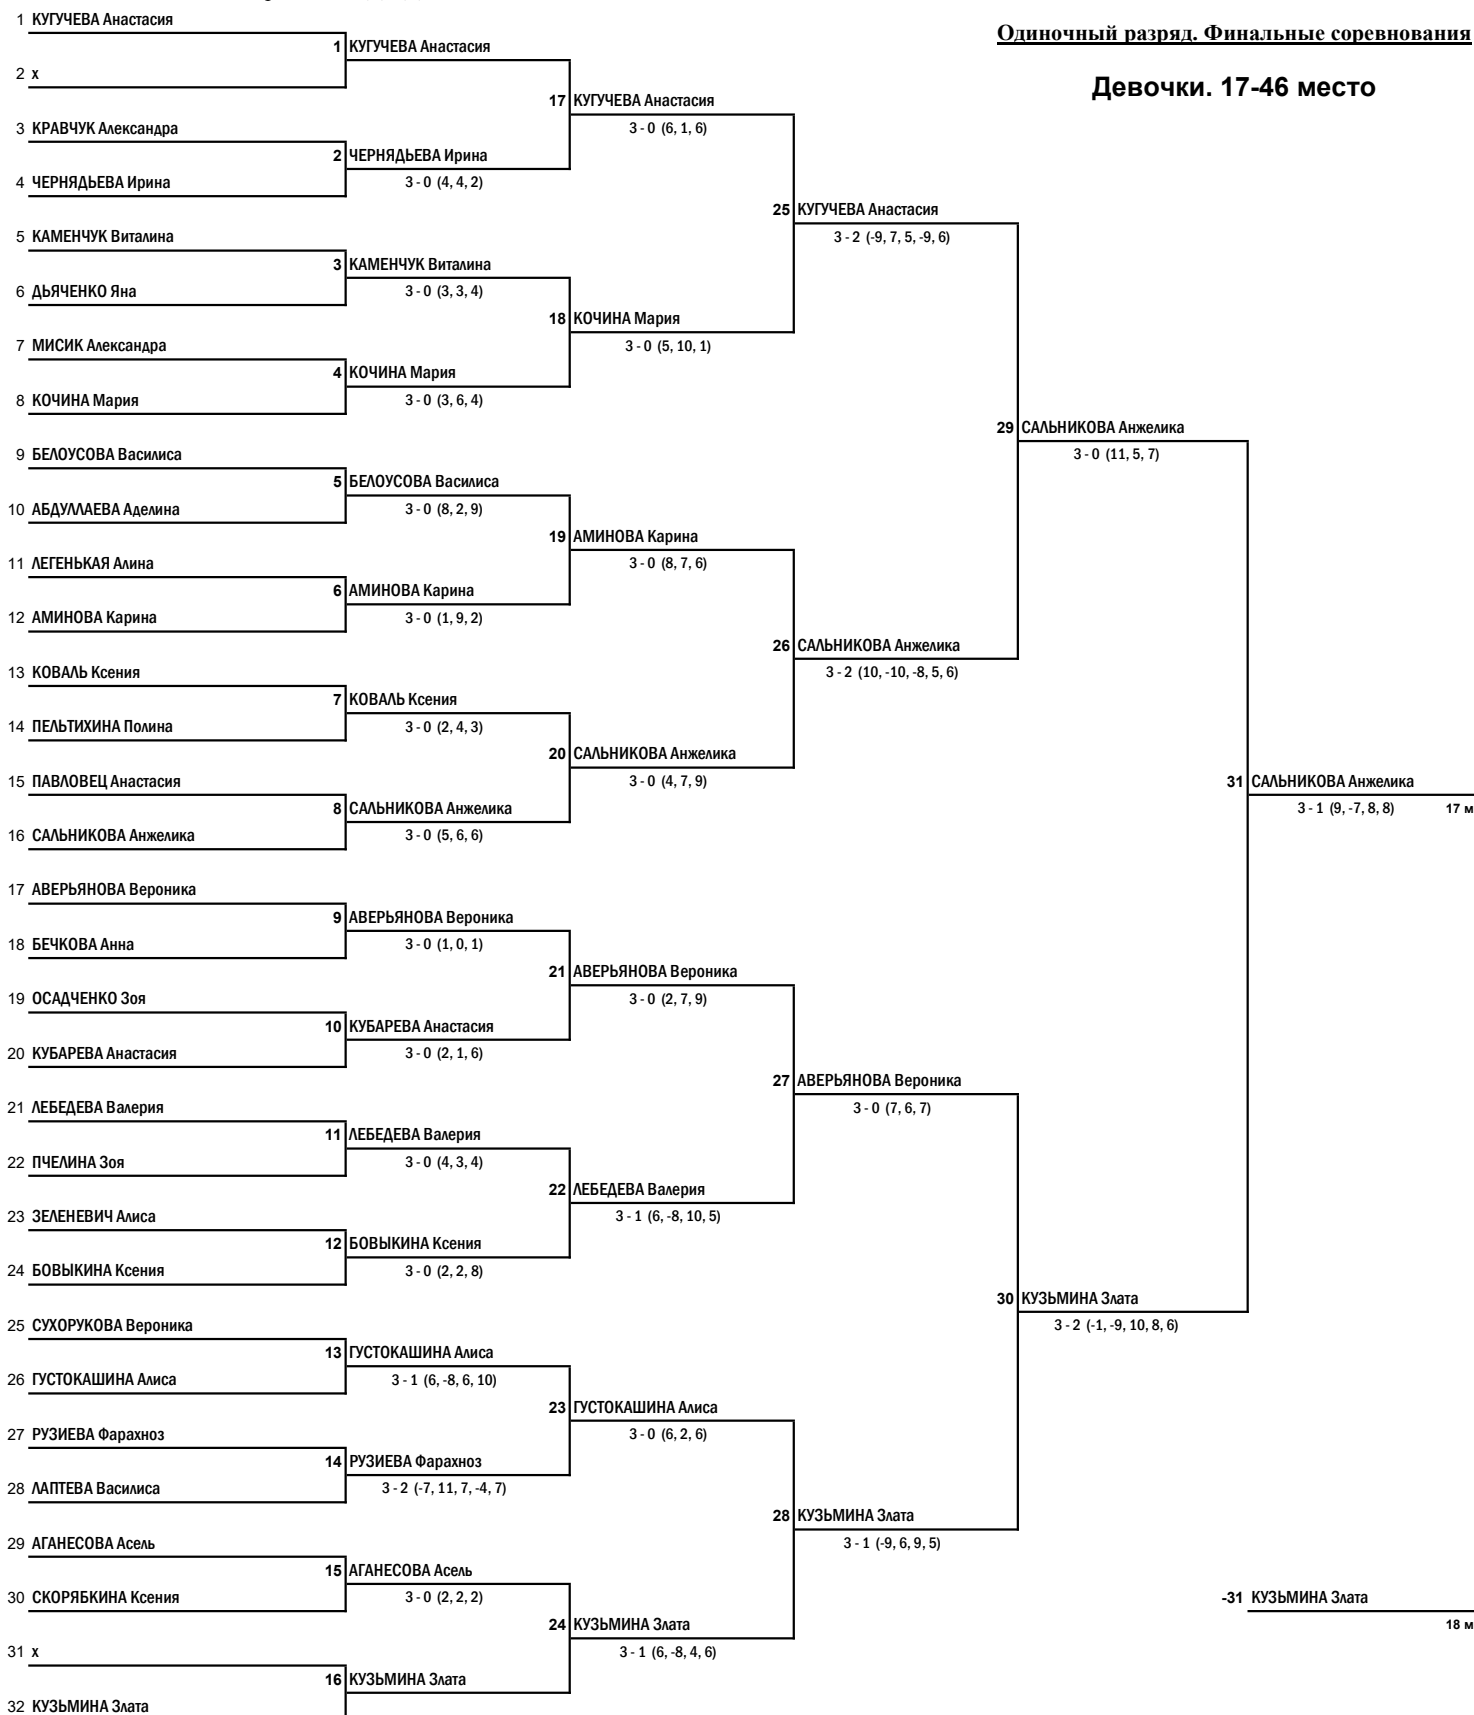 Одиночный разряд. Финальные соревнования
Девочки. 17-46 место
1 КУГУЧЕВА Анастасия
1 КУГУЧЕВА Анастасия
2 х
17 КУГУЧЕВА Анастасия
3 - 0 (6, 1, 6)
3 КРАВЧУК Александра
2 ЧЕРНЯДЬЕВА Ирина
4 ЧЕРНЯДЬЕВА Ирина
3 - 0 (4, 4, 2)
25 КУГУЧЕВА Анастасия
3 - 2 (-9, 7, 5, -9, 6)
5 КАМЕНЧУК Виталина
3 КАМЕНЧУК Виталина
6 ДЬЯЧЕНКО Яна
3 - 0 (3, 3, 4)
18 КОЧИНА Мария
3 - 0 (5, 10, 1)
7 МИСИК Александра
4 КОЧИНА Мария
8 КОЧИНА Мария
3 - 0 (3, 6, 4)
29 САЛЬНИКОВА Анжелика
3 - 0 (11, 5, 7)
9 БЕЛОУСОВА Василиса
5 БЕЛОУСОВА Василиса
10 АБДУЛЛАЕВА Аделина
3 - 0 (8, 2, 9)
19 АМИНОВА Карина
3 - 0 (8, 7, 6)
11 ЛЕГЕНЬКАЯ Алина
6 АМИНОВА Карина
12 АМИНОВА Карина
3 - 0 (1, 9, 2)
26 САЛЬНИКОВА Анжелика
3 - 2 (10, -10, -8, 5, 6)
13 КОВАЛЬ Ксения
7 КОВАЛЬ Ксения
14 ПЕЛЬТИХИНА Полина
3 - 0 (2, 4, 3)
20 САЛЬНИКОВА Анжелика
3 - 0 (4, 7, 9)
15 ПАВЛОВЕЦ Анастасия
31 САЛЬНИКОВА Анжелика
3 - 1 (9, -7, 8, 8) 17 м
8 САЛЬНИКОВА Анжелика
16 САЛЬНИКОВА Анжелика
3 - 0 (5, 6, 6)
17 АВЕРЬЯНОВА Вероника
9 АВЕРЬЯНОВА Вероника
18 БЕЧКОВА Анна
3 - 0 (1, 0, 1)
21 АВЕРЬЯНОВА Вероника
3 - 0 (2, 7, 9)
19 ОСАДЧЕНКО Зоя
10 КУБАРЕВА Анастасия
20 КУБАРЕВА Анастасия
3 - 0 (2, 1, 6)
27 АВЕРЬЯНОВА Вероника
3 - 0 (7, 6, 7)
21 ЛЕБЕДЕВА Валерия
11 ЛЕБЕДЕВА Валерия
22 ПЧЕЛИНА Зоя
3 - 0 (4, 3, 4)
22 ЛЕБЕДЕВА Валерия
3 - 1 (6, -8, 10, 5)
23 ЗЕЛЕНЕВИЧ Алиса
12 БОВЫКИНА Ксения
24 БОВЫКИНА Ксения
3 - 0 (2, 2, 8)
30 КУЗЬМИНА Злата
3 - 2 (-1, -9, 10, 8, 6)
25 СУХОРУКОВА Вероника
13 ГУСТОКАШИНА Алиса
26 ГУСТОКАШИНА Алиса
3 - 1 (6, -8, 6, 10)
23 ГУСТОКАШИНА Алиса
3 - 0 (6, 2, 6)
27 РУЗИЕВА Фарахноз
14 РУЗИЕВА Фарахноз
28 ЛАПТЕВА Василиса
3 - 2 (-7, 11, 7, -4, 7)
28 КУЗЬМИНА Злата
3 - 1 (-9, 6, 9, 5)
29 АГАНЕСОВА Асель
15 АГАНЕСОВА Асель
30 СКОРЯБКИНА Ксения
3 - 0 (2, 2, 2)
-31 КУЗЬМИНА Злата
18 м
24 КУЗЬМИНА Злата
3 - 1 (6, -8, 4, 6)
31 х
16 КУЗЬМИНА Злата
32 КУЗЬМИНА Злата